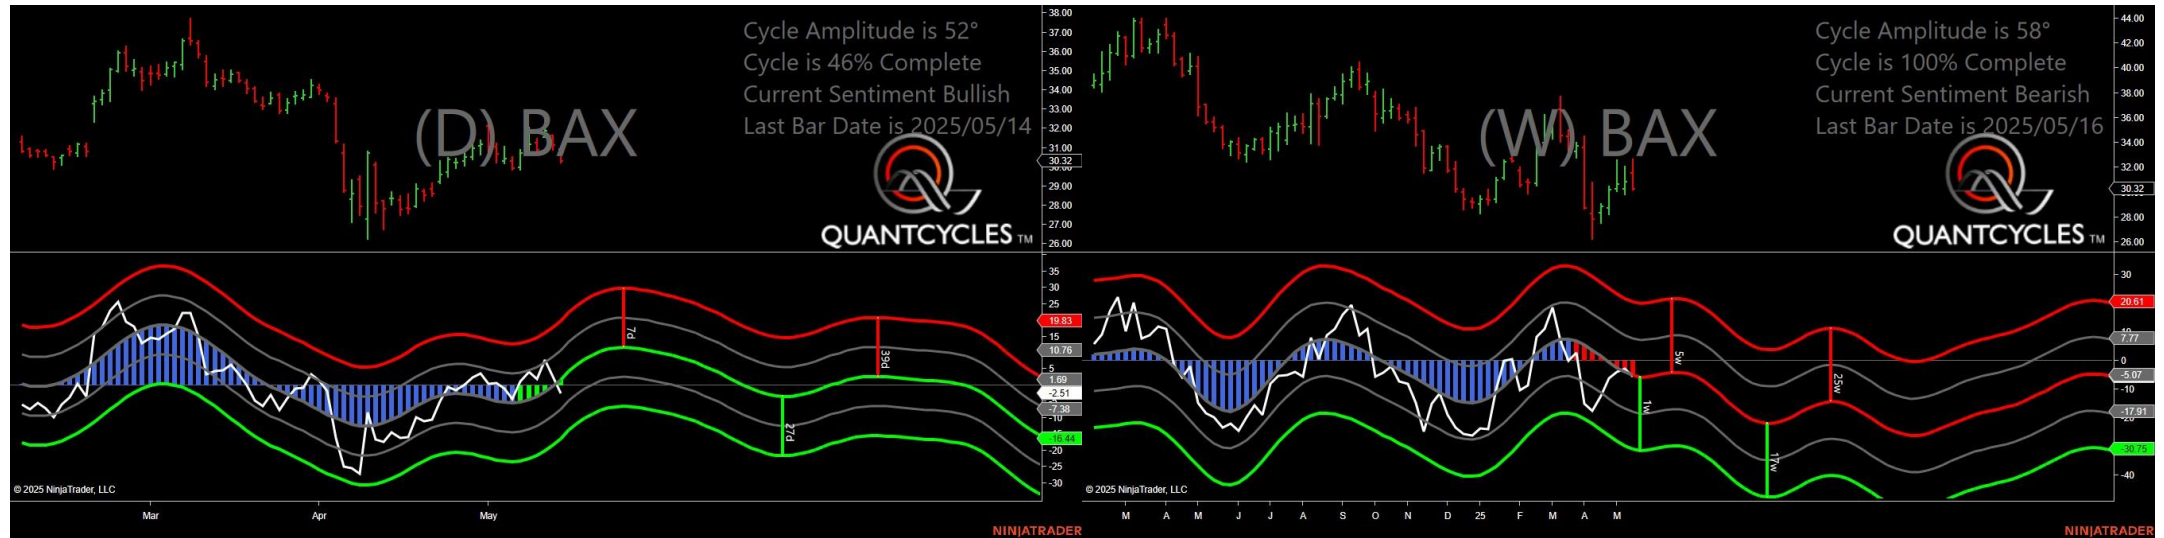 Cycle Amplitude is 52°
Cycle is 46% Complete
Current Sentiment Bullish
Last Bar Date is 2025/05/14
(D) BAX
QUANTCYCLES TM
38.00
37.00
36.00
35.00
34.00
33.00
32.00
31.00
30.32
29.00
28.00
27.00
26.00
35
30
25
19.83
15
10.76
5
1.69
-2.51
-7.38
-10
-16.44
-20
-25
-30
7d
27d
39d
© 2025 NinjaTrader, LLC
Mar Apr May
NINJATRADER
Cycle Amplitude is 58°
Cycle is 100% Complete
Current Sentiment Bearish
Last Bar Date is 2025/05/16
(W) BAX
QUANTCYCLES TM
44.00
42.00
40.00
38.00
36.00
34.00
32.00
30.32
28.00
26.00
30
20.61
7.77
0
-5.07
-10
-17.91
-30.75
-40
1w
5w
17w
25w
© 2025 NinjaTrader, LLC
M A M J J A S O N D 25 F M A M
NINJATRADER